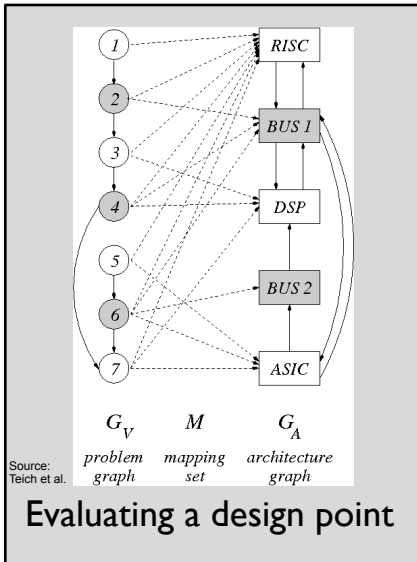 1 RISC
2
BUS 1
3
4 DSP
5
BUS 2
6
7 ASIC
G_V M G_A
problem mapping architecture
graph set graph
Source:
Teich et al.
Evaluating a design point